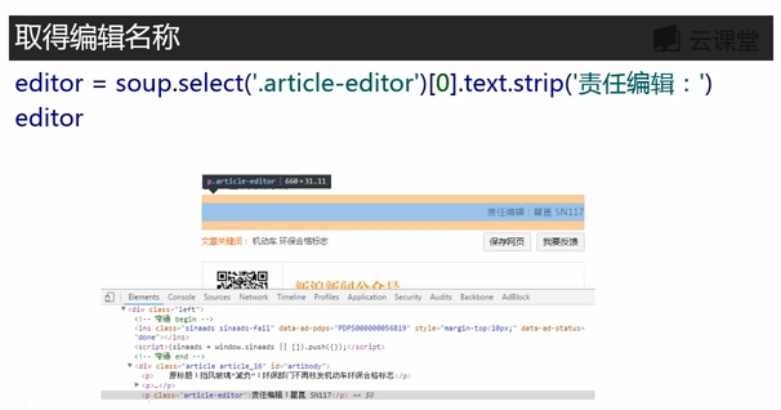 取得编辑名称
云课堂
editor = soup.select('.article-editor')[0].text.strip('责任编辑：')
editor
p.article-editor | 660×31.11
责任编辑：瞿崑 SN117
文章关键词： 机动车 环保合格标志
保存网页 我要反馈
新浪新闻公众号
Elements Console Sources Network Timeline Profiles Application Security Audits Backbone AdBlock
▼<div class="left">
<!-- 窄通 begin -->
<ins class="sinaads sinaads-fail" data-ad-pdps="PDPS000000056819" style="margin-top:10px;" data-ad-status=
"done"></ins>
<script>(sinaads = window.sinaads || []).push({});</script>
<!-- 窄通 end -->
▼<div class="article article_16" id="artibody">
<p> 原标题：挡风玻璃“减负”！环保部门不再核发机动车环保合格标志</p>
▶<p>…</p>
<p class="article-editor">责任编辑：瞿崑 SN117</p> == $0